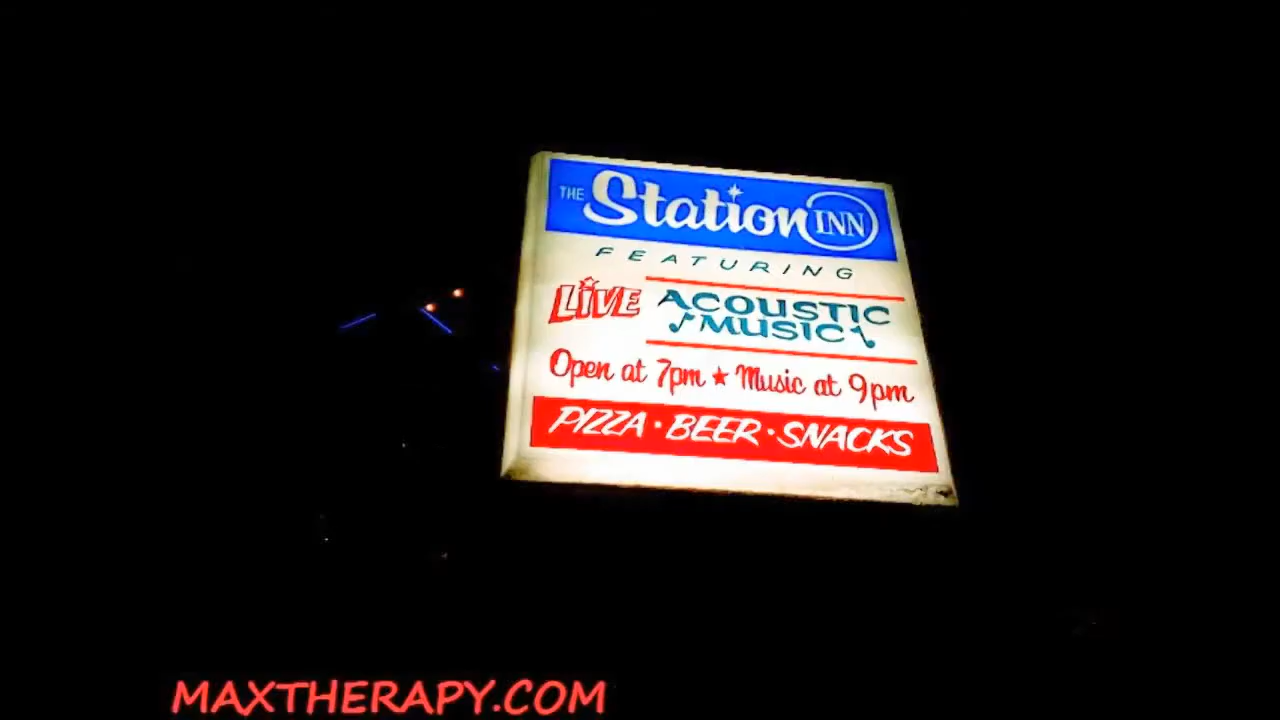 THE Station INN
FEATURING
LIVE ACOUSTIC
MUSIC
Open at 7pm ★ Music at 9pm
PIZZA · BEER · SNACKS
MAXTHERAPY.COM